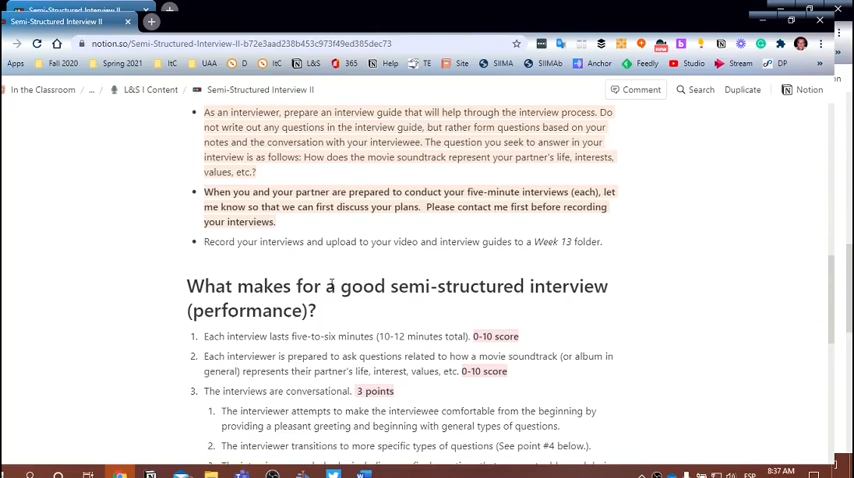 Semi-Structured Interview II
Semi-Structured Interview II
notion.so/Semi-Structured-Interview-II-b72e3aad238b453c973f49ed385dec73
Apps Fall 2020 UAA Spring 2021 ItC UAA D ItC L&S 365 Help TE Site SIIMA SIIMAb Anchor Feedly Studio Stream DP
In the Classroom / ... / L&S I Content / Semi-Structured Interview II Comment Search Duplicate Notion
As an interviewer, prepare an interview guide that will help through the interview process. Do
not write out any questions in the interview guide, but rather form questions based on your
notes and the conversation with your interviewee. The question you seek to answer in your
interview is as follows: How does the movie soundtrack represent your partner's life, interests,
values, etc.?
When you and your partner are prepared to conduct your five-minute interviews (each), let
me know so that we can first discuss your plans. Please contact me first before recording
your interviews.
Record your interviews and upload to your video and interview guides to a Week 13 folder.
What makes for a good semi-structured interview
(performance)?
1. Each interview lasts five-to-six minutes (10-12 minutes total). 0-10 score
2. Each interviewer is prepared to ask questions related to how a movie soundtrack (or album in
general) represents their partner's life, interest, values, etc. 0-10 score
3. The interviews are conversational. 3 points
1. The interviewer attempts to make the interviewee comfortable from the beginning by
providing a pleasant greeting and beginning with general types of questions.
2. The interviewer transitions to more specific types of questions (See point #4 below.).
ESP 8:37 AM